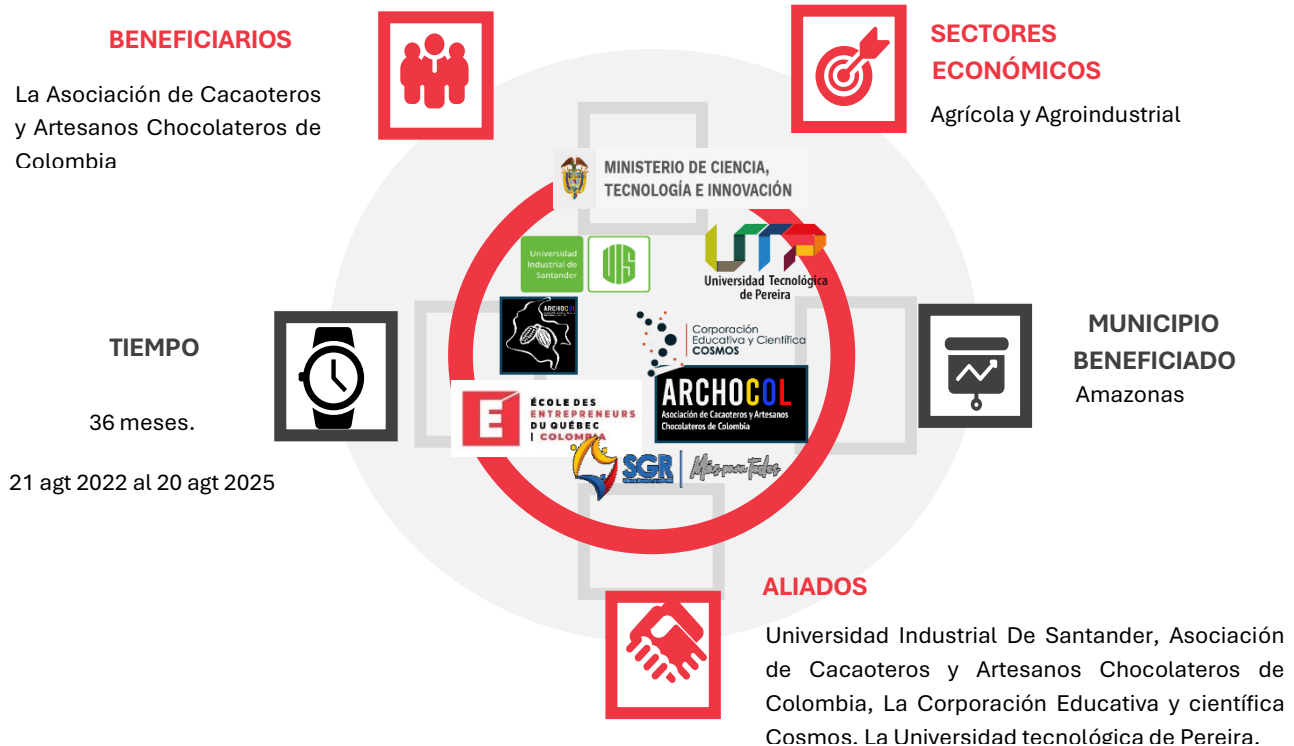 BENEFICIARIOS
La Asociación de Cacaoteros
y Artesanos Chocolateros de
Colombia
SECTORES
ECONÓMICOS
Agrícola y Agroindustrial
MINISTERIO DE CIENCIA,
TECNOLOGÍA E INNOVACIÓN
Universidad
Industrial de
Santander
UIS
UTP
Universidad Tecnológica
de Pereira
ARCHOCOL
Corporación
Educativa y Científica
COSMOS
TIEMPO
36 meses.
21 agt 2022 al 20 agt 2025
MUNICIPIO
BENEFICIADO
Amazonas
E
ÉCOLE DES
ENTREPRENEURS
DU QUÉBEC
| COLOMBIA
ARCHOCOL
Asociación de Cacaoteros y Artesanos
Chocolateros de Colombia
SGR
ALIADOS
Universidad Industrial De Santander, Asociación
de Cacaoteros y Artesanos Chocolateros de
Colombia, La Corporación Educativa y científica
Cosmos, La Universidad tecnológica de Pereira.